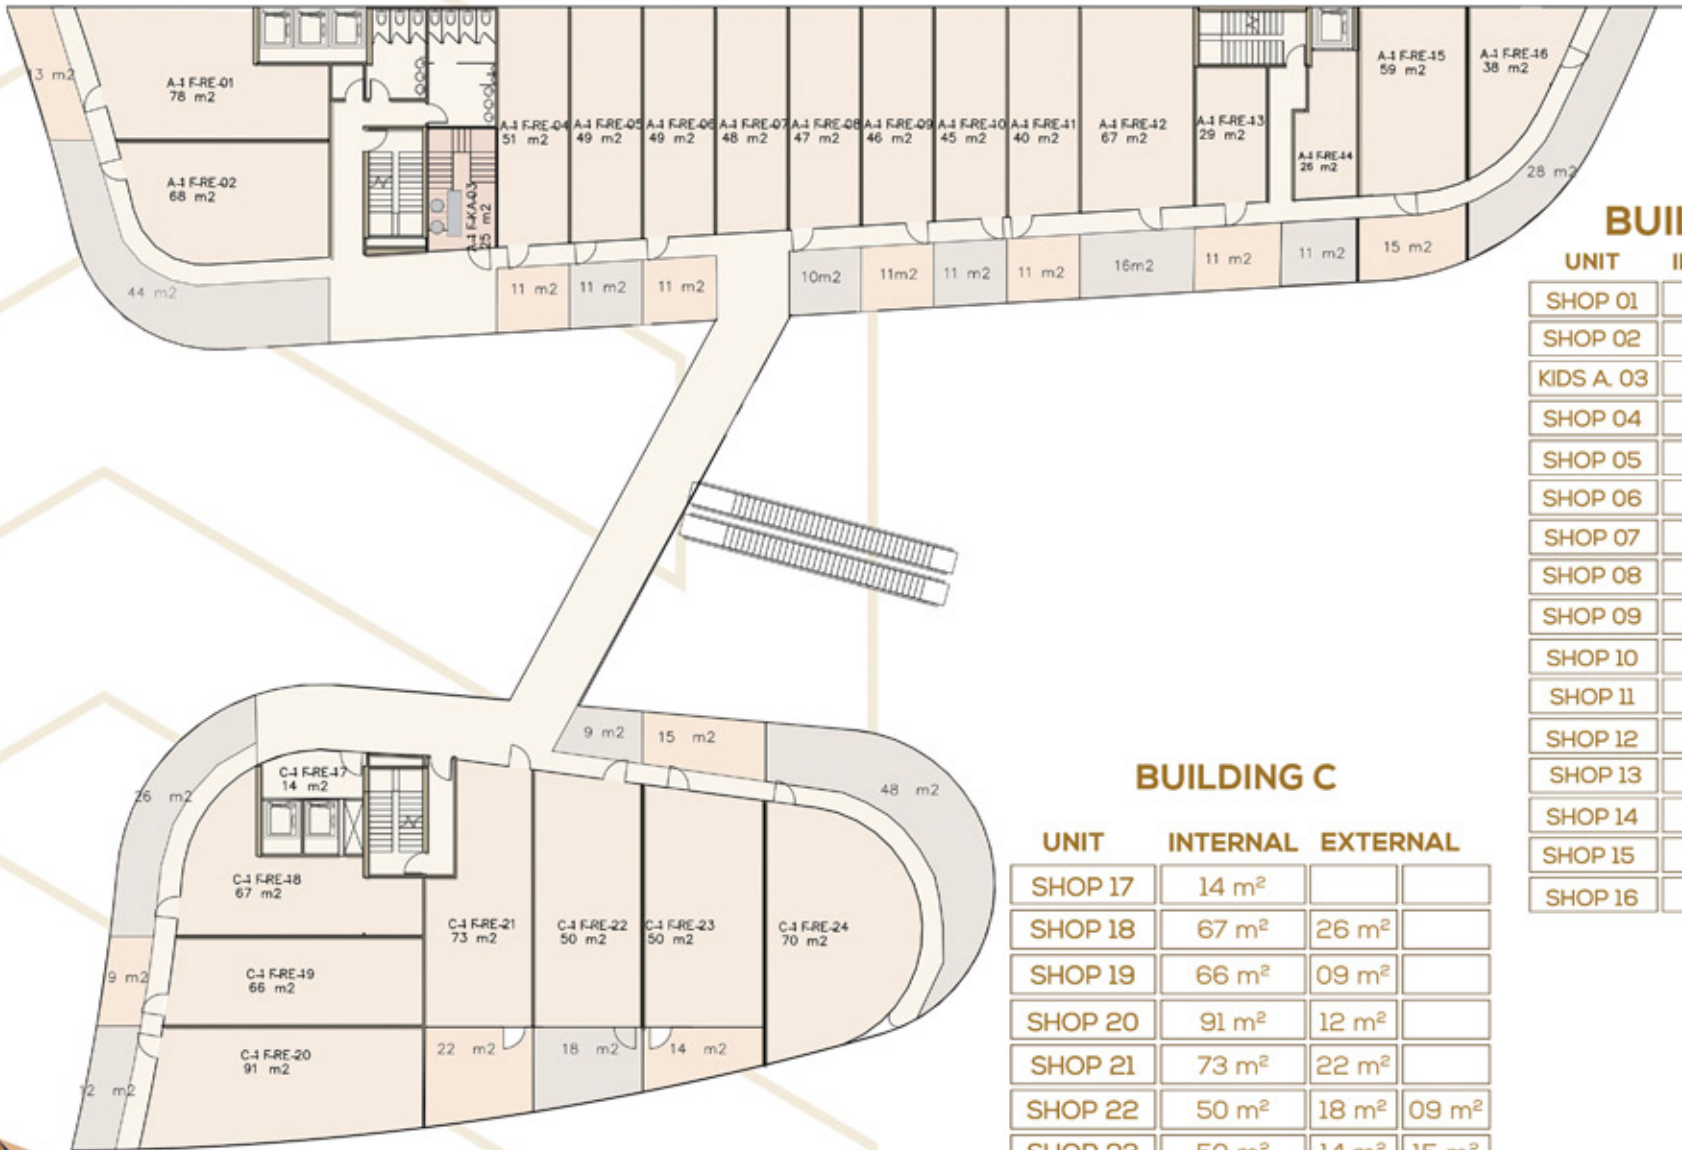 13 m2
A-1 F-RE-01
78 m2
A-1 F-RE-02
68 m2
44 m2
A-1 F-KA-03
25 m2
A-1 F-RE-04
51 m2
A-1 F-RE-05
49 m2
A-1 F-RE-06
49 m2
A-1 F-RE-07
48 m2
A-1 F-RE-08
47 m2
A-1 F-RE-09
46 m2
A-1 F-RE-10
45 m2
A-1 F-RE-11
40 m2
A-1 F-RE-12
67 m2
A-1 F-RE-13
29 m2
A-1 F-RE-14
26 m2
A-1 F-RE-15
59 m2
A-1 F-RE-16
38 m2
28 m2
11 m2
11 m2
11 m2
10m2
11m2
11 m2
11 m2
16m2
11 m2
11 m2
15 m2
BUIL
UNIT
SHOP 01
SHOP 02
KIDS A. 03
SHOP 04
SHOP 05
SHOP 06
SHOP 07
SHOP 08
SHOP 09
SHOP 10
SHOP 11
SHOP 12
SHOP 13
SHOP 14
SHOP 15
SHOP 16
9 m2
15 m2
48 m2
26 m2
C-1 F-RE-17
14 m2
C-1 F-RE-18
67 m2
C-1 F-RE-19
66 m2
C-1 F-RE-20
91 m2
C-1 F-RE-21
73 m2
C-1 F-RE-22
50 m2
C-1 F-RE-23
50 m2
C-1 F-RE-24
70 m2
9 m2
12 m2
22 m2
18 m2
14 m2
BUILDING C
UNIT INTERNAL EXTERNAL
SHOP 17 14 m²
SHOP 18 67 m² 26 m²
SHOP 19 66 m² 09 m²
SHOP 20 91 m² 12 m²
SHOP 21 73 m² 22 m²
SHOP 22 50 m² 18 m² 09 m²
SHOP 23 50 m² 14 m² 15 m²